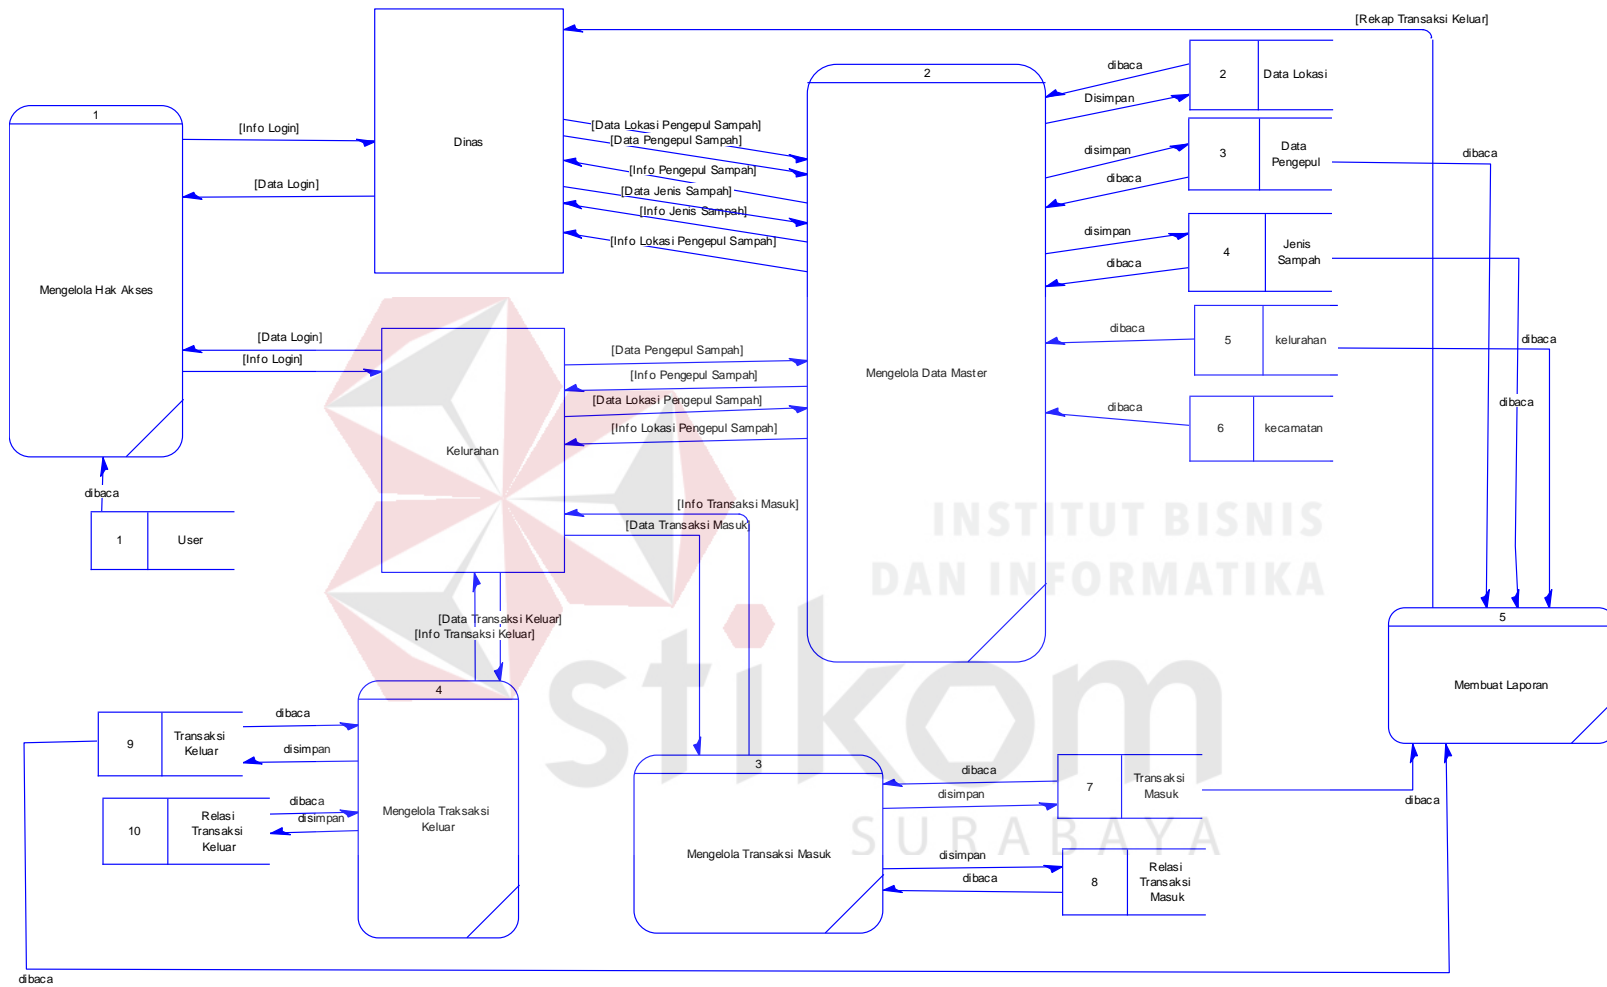 [Rekap Transaksi Keluar]
2
dibaca
2
Data Lokasi
Disimpan
1
[Info Login]
Dinas
[Data Lokasi Pengepul Sampah]
[Data Pengepul Sampah]
[Info Pengepul Sampah]
[Data Jenis Sampah]
[Info Jenis Sampah]
[Info Lokasi Pengepul Sampah]
disimpan
3
Data
Pengepul
dibaca
dibaca
[Data Login]
disimpan
4
Jenis
Sampah
dibaca
Mengelola Hak Akses
[Data Login]
[Info Login]
[Data Pengepul Sampah]
[Info Pengepul Sampah]
[Data Lokasi Pengepul Sampah]
[Info Lokasi Pengepul Sampah]
Mengelola Data Master
dibaca
5
kelurahan
dibaca
dibaca
dibaca
6
kecamatan
Kelurahan
dibaca
1
User
[Info Transaksi Masuk]
[Data Transaksi Masuk]
INSTITUT BISNIS
DAN INFORMATIKA
[Data Transaksi Keluar]
[Info Transaksi Keluar]
stikom
SURABAYA
5
Membuat Laporan
4
Mengelola Traksaksi
Keluar
dibaca
9
Transaksi
Keluar
disimpan
dibaca
10
Relasi
Transaksi
Keluar
disimpan
3
Mengelola Transaksi Masuk
dibaca
7
Transaksi
Masuk
disimpan
dibaca
disimpan
8
Relasi
Transaksi
Masuk
dibaca
dibaca